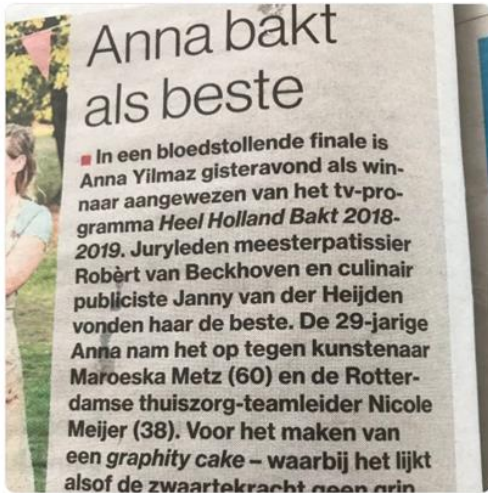 Anna bakt
als beste
In een bloedstollende finale is
Anna Yilmaz gisteravond als win-
naar aangewezen van het tv-pro-
gramma Heel Holland Bakt 2018-
2019. Juryleden meesterpatissier
Robèrt van Beckhoven en culinair
publiciste Janny van der Heijden
vonden haar de beste. De 29-jarige
Anna nam het op tegen kunstenaar
Maroeska Metz (60) en de Rotter-
damse thuiszorg-teamleider Nicole
Meijer (38). Voor het maken van
een graphity cake – waarbij het lijkt
alsof de zwaartekracht geen grip